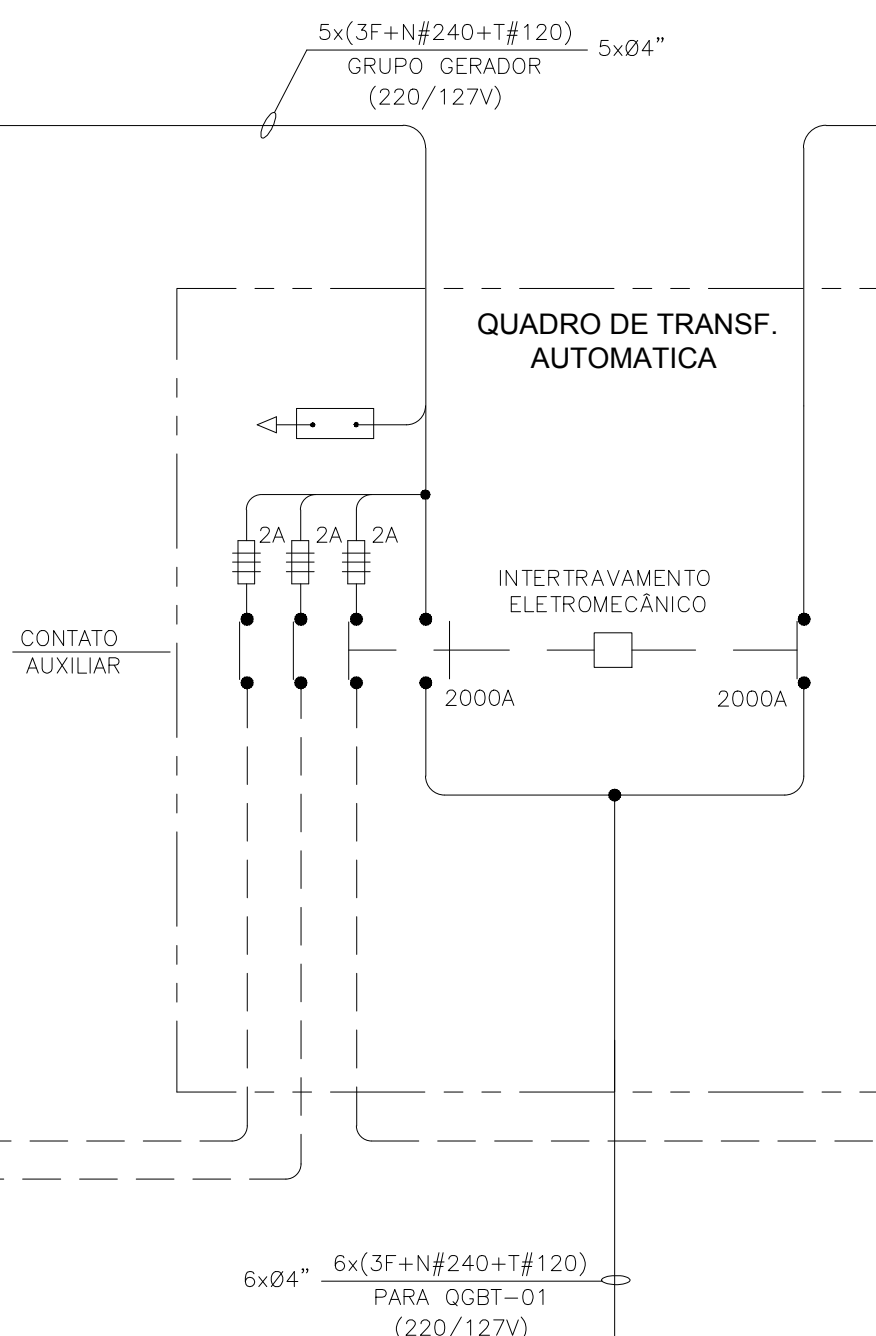 5x(3F+N#240+T#120)
5xØ4”
GRUPO GERADOR
(220/127V)
QUADRO DE TRANSF.
AUTOMATICA
2A
2A
2A
INTERTRAVAMENTO
ELETROMECÂNICO
CONTATO
AUXILIAR
2000A
2000A
6xØ4”
6x(3F+N#240+T#120)
PARA QGBT-01
(220/127V)